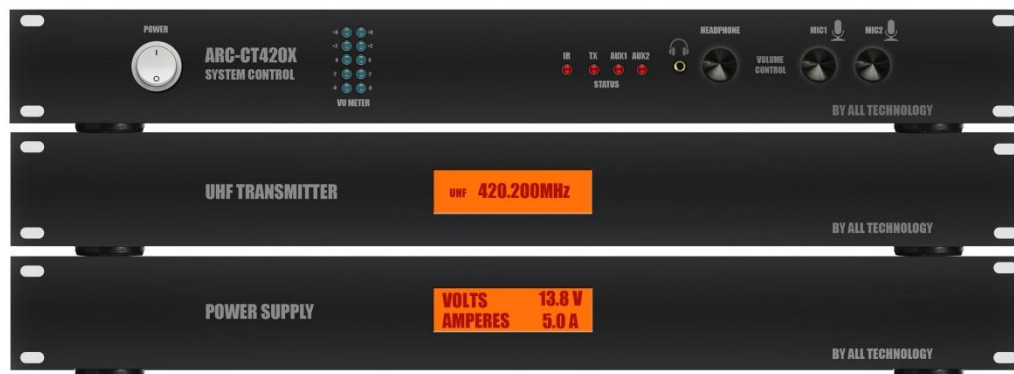 POWER
ARC-CT420X
SYSTEM CONTROL
VU METER
IR TX AUX1 AUX2
STATUS
HEADPHONE
VOLUME
CONTROL
MIC1 MIC2
BY ALL TECHNOLOGY
UHF TRANSMITTER
UHF 420.200MHz
BY ALL TECHNOLOGY
POWER SUPPLY
VOLTS 13.8 V
AMPERES 5.0 A
BY ALL TECHNOLOGY